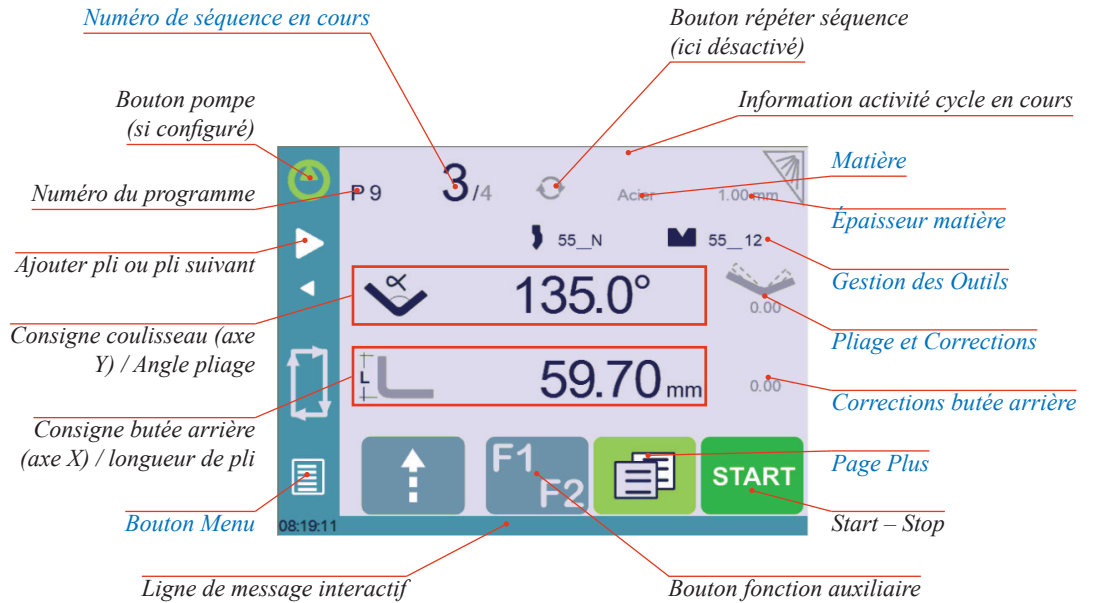 Numéro de séquence en cours
Bouton répéter séquence
(ici désactivé)
Bouton pompe
(si configuré)
Information activité cycle en cours
Numéro du programme
P 9
3/4
Acier
1.00 mm
Matière
Épaisseur matière
Ajouter pli ou pli suivant
55__N
55__12
Gestion des Outils
α
135.0°
0.00
Consigne coulisseau (axe
Y) / Angle pliage
Pliage et Corrections
L
59.70 mm
0.00
Corrections butée arrière
Consigne butée arrière
(axe X) / longueur de pli
F1
F2
START
Page Plus
Bouton Menu
Start – Stop
08:19:11
Ligne de message interactif
Bouton fonction auxiliaire